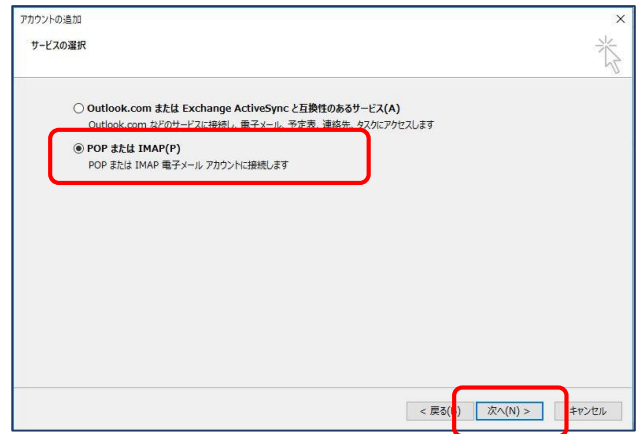 アカウントの追加
サービスの選択
Outlook.com または Exchange ActiveSync と互換性のあるサービス(A)
Outlook.com などのサービスに接続し、電子メール、予定表、連絡先、タスクにアクセスします
POP または IMAP(P)
POP または IMAP 電子メール アカウントに接続します
< 戻る( ) 次へ(N) > キャンセル